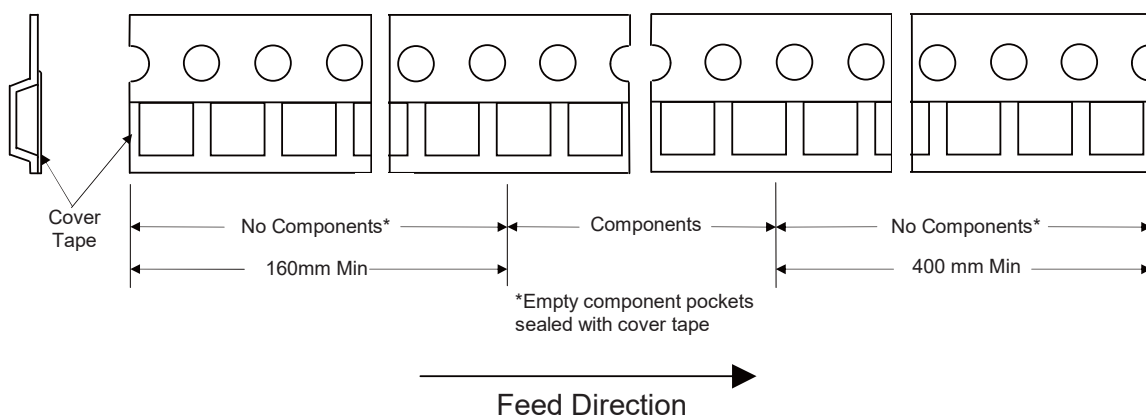 Cover
Tape
No Components*
Components
No Components*
160mm Min
400 mm Min
*Empty component pockets
sealed with cover tape
Feed Direction